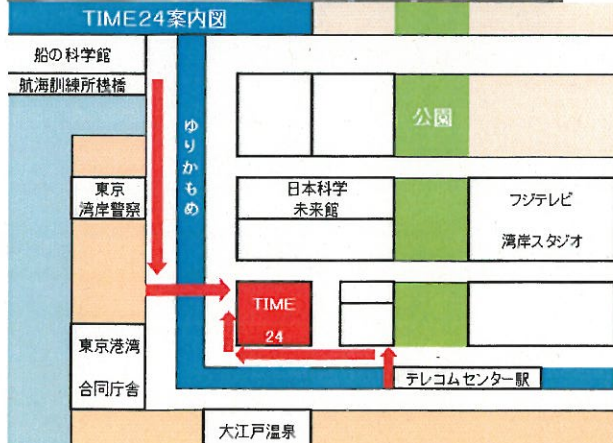 TIME24案内図
船の科学館
航海訓練所桟橋
ゆりかもめ
公園
東京
湾岸警察
日本科学
未来館
フジテレビ
湾岸スタジオ
TIME
24
東京港湾
合同庁舎
テレコムセンター駅
大江戸温泉